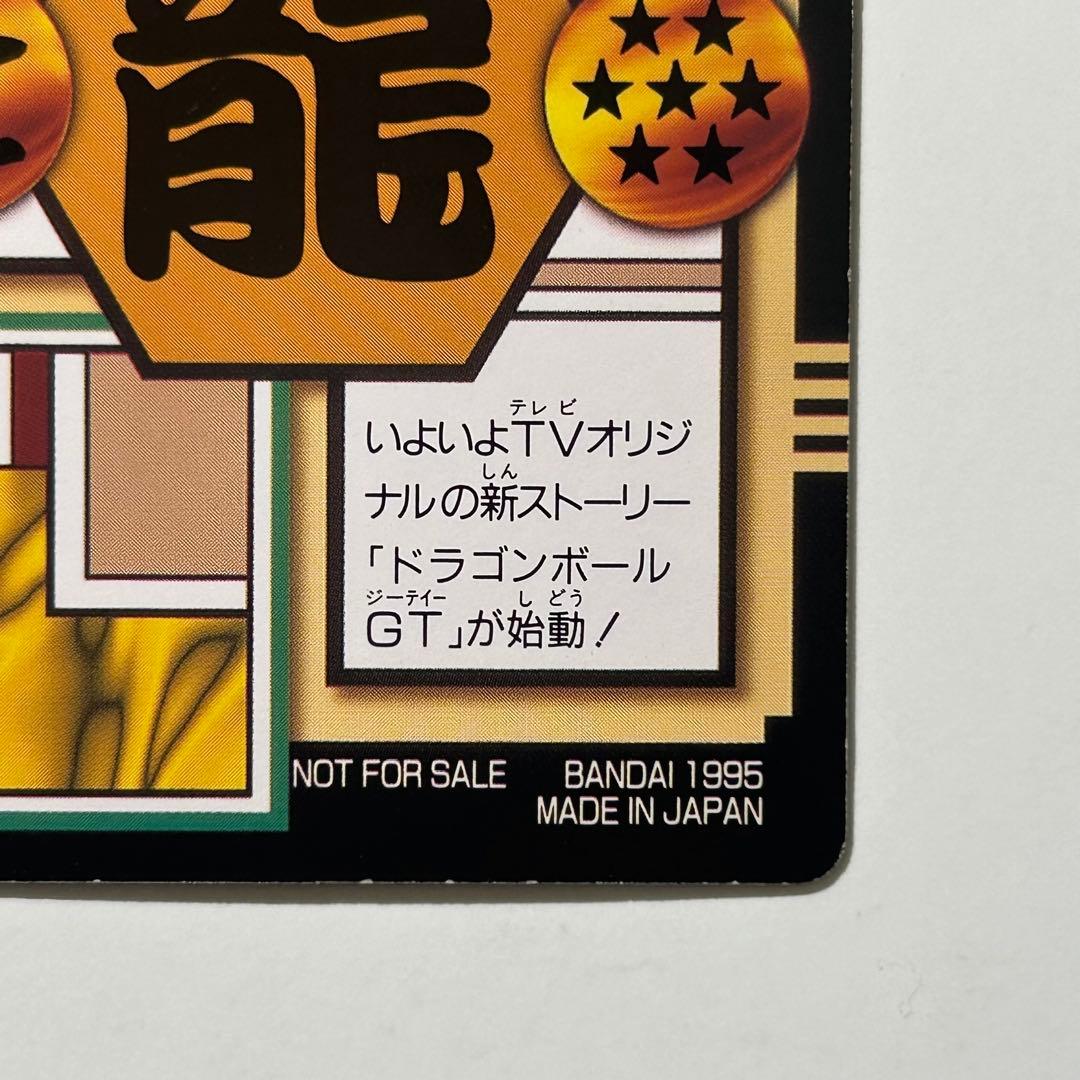 龍
テレビ
いよいよTVオリジ
しん
ナルの新ストーリー
「ドラゴンボール
ジーティー しどう
GT」が始動!
NOT FOR SALE BANDAI 1995
MADE IN JAPAN